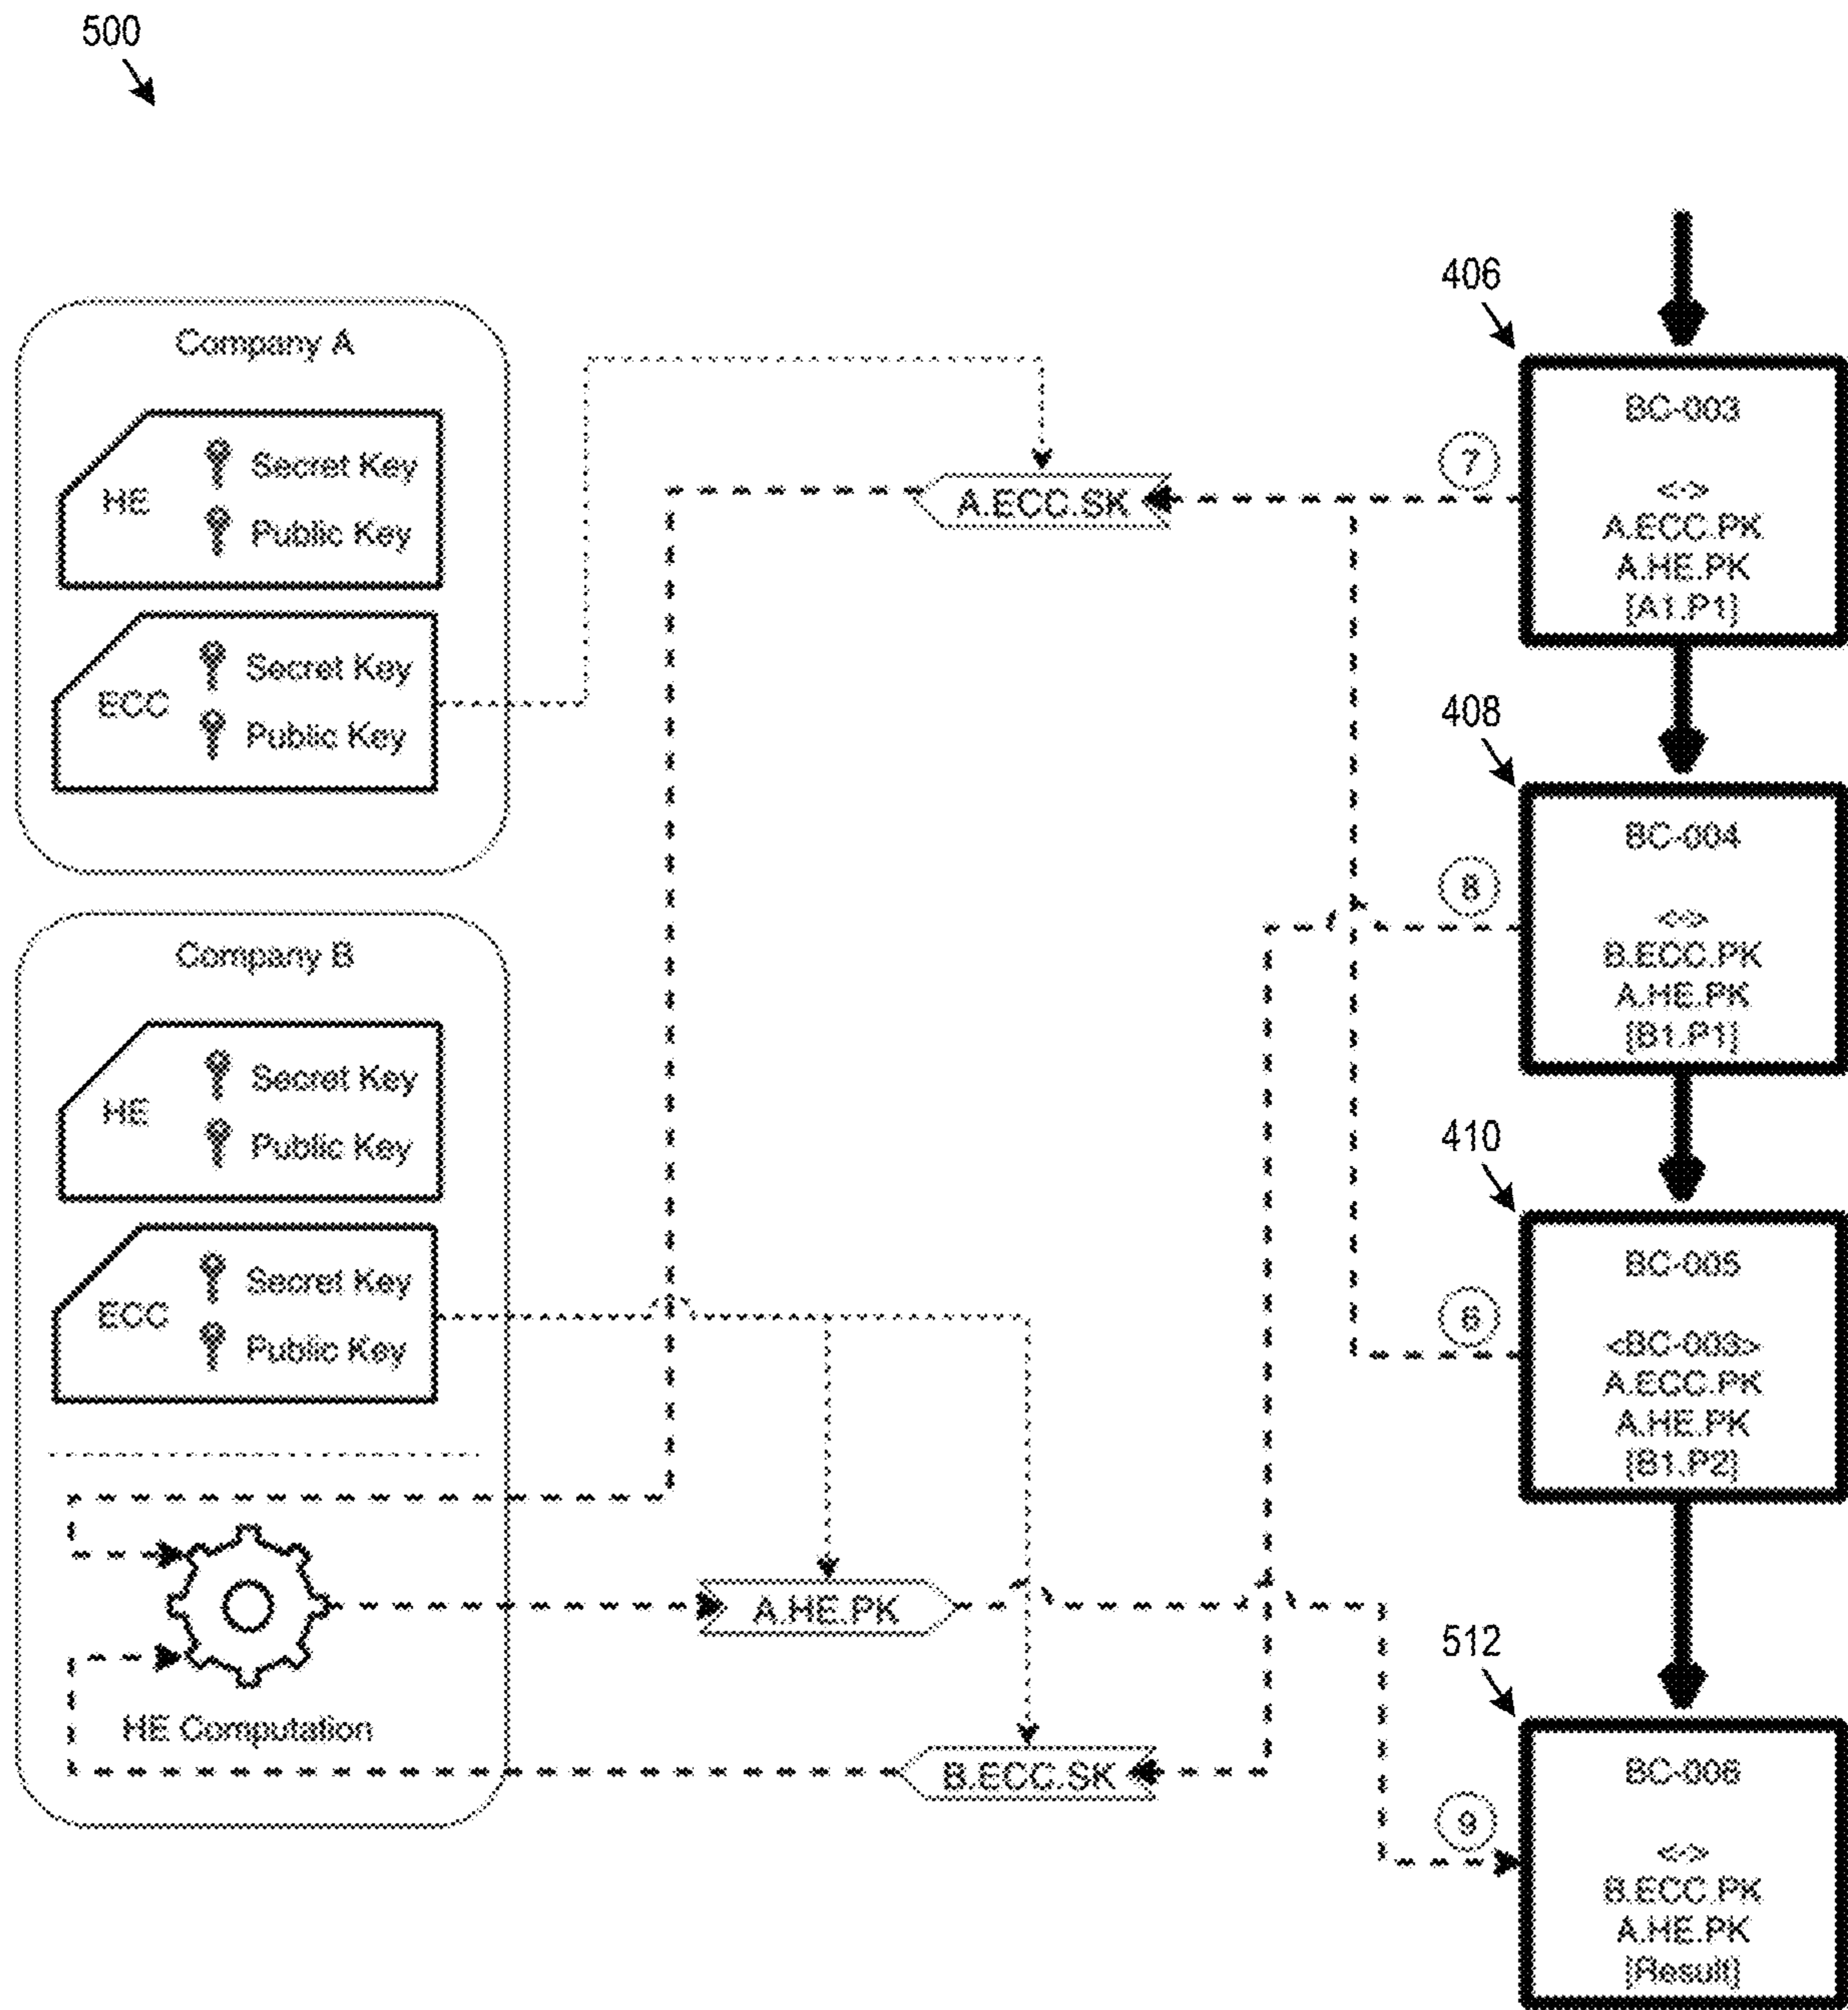 500
Company A
HE
Secret Key
Public Key
ECC
Secret Key
Public Key
Company B
HE
Secret Key
Public Key
ECC
Secret Key
Public Key
HE Computation
A.ECC.SK
A.HE.PK
B.ECC.SK
406
7
BC-003
<->
A.ECC.PK
A.HE.PK
[A1.P1]
408
8
BC-004
<->
B.ECC.PK
A.HE.PK
[B1.P1]
410
6
BC-005
<BC-003>
A.ECC.PK
A.HE.PK
[B1.P2]
512
9
BC-006
<->
B.ECC.PK
A.HE.PK
[Result]